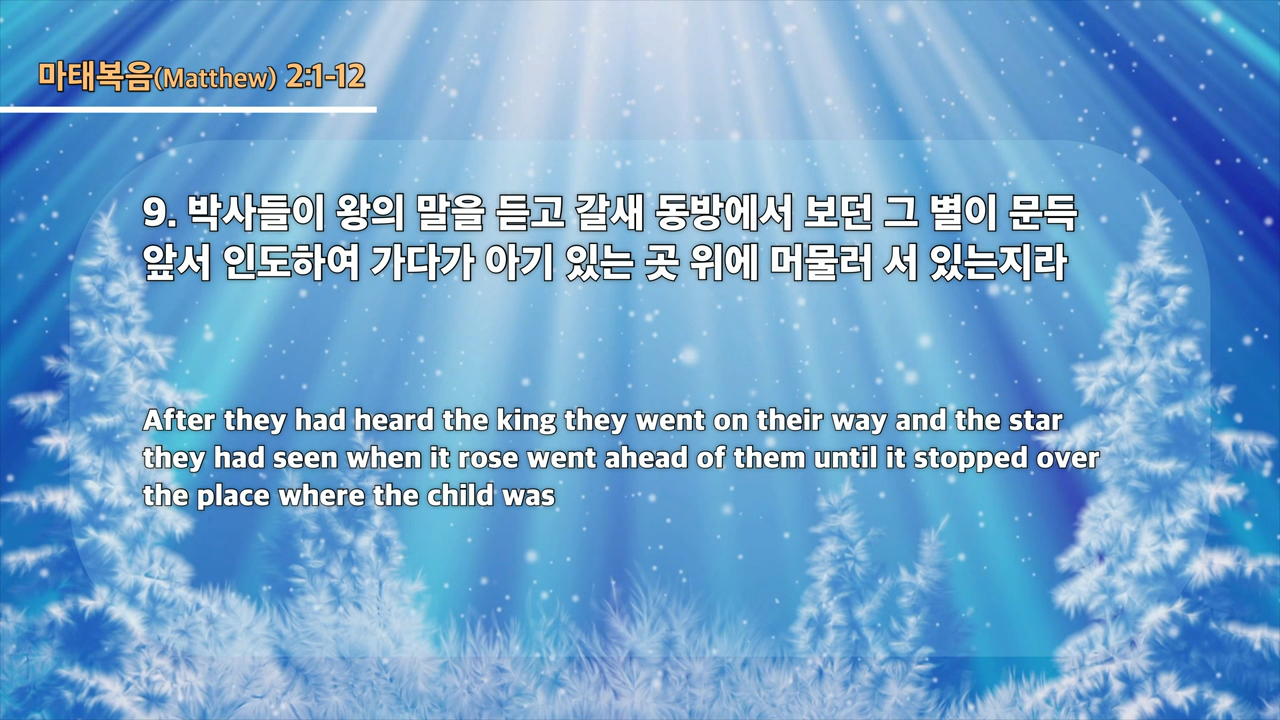 마태복음(Matthew) 2:1-12
9. 박사들이 왕의 말을 듣고 갈새 동방에서 보던 그 별이 문득
앞서 인도하여 가다가 아기 있는 곳 위에 머물러 서 있는지라
After they had heard the king they went on their way and the star
they had seen when it rose went ahead of them until it stopped over
the place where the child was